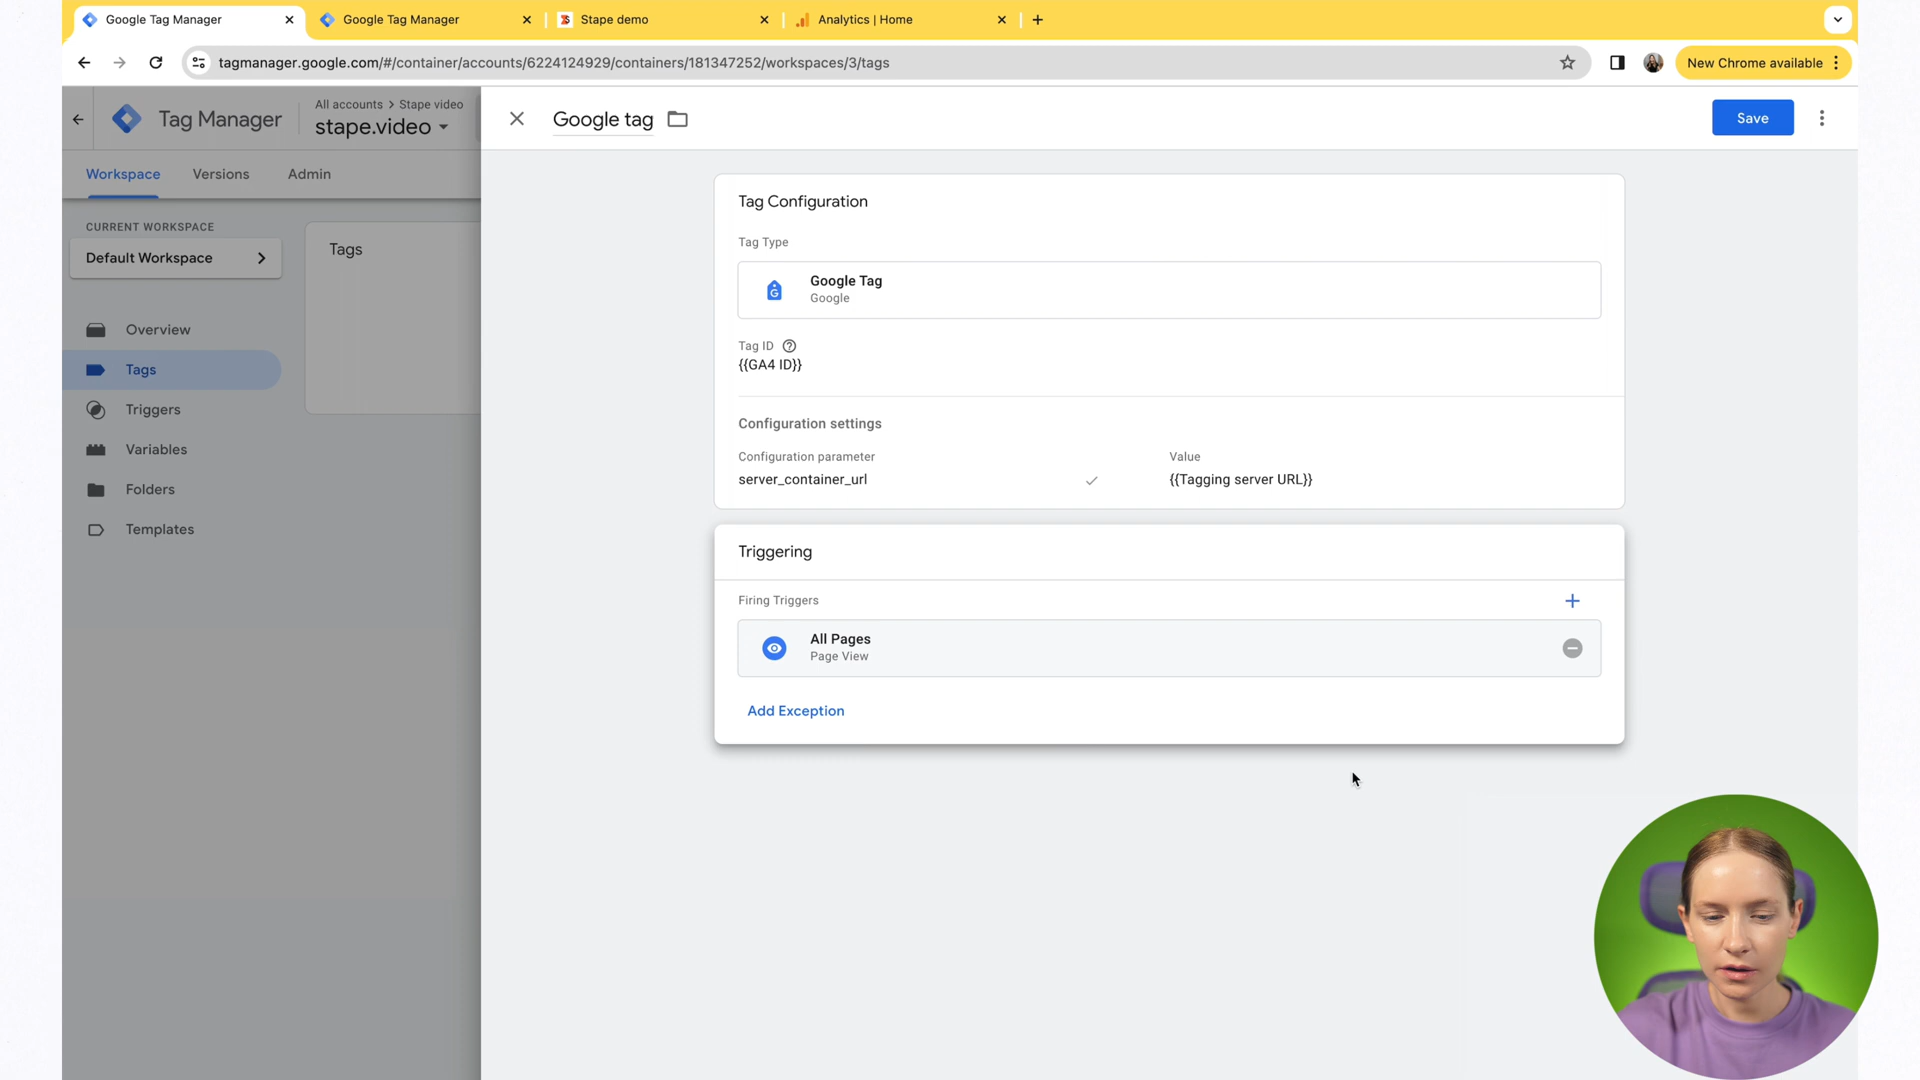 Google Tag Manager
Google Tag Manager
Stape demo
Analytics | Home
tagmanager.google.com/#/container/accounts/6224124929/containers/181347252/workspaces/3/tags
New Chrome available
Tag Manager
All accounts > Stape video
stape.video
Google tag
Save
Workspace
Versions
Admin
CURRENT WORKSPACE
Default Workspace
Overview
Tags
Triggers
Variables
Folders
Templates
Tags
Tag Configuration
Tag Type
Google Tag
Google
Tag ID
{{GA4 ID}}
Configuration settings
Configuration parameter
Value
server_container_url
{{Tagging server URL}}
Triggering
Firing Triggers
All Pages
Page View
Add Exception